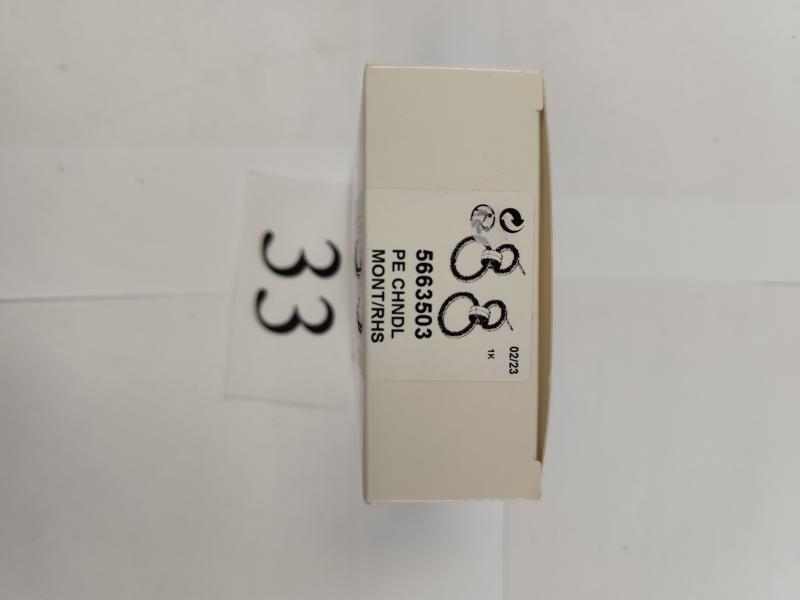 33
02/23
1K
5663503
PE CHNDL
MONT/RHS